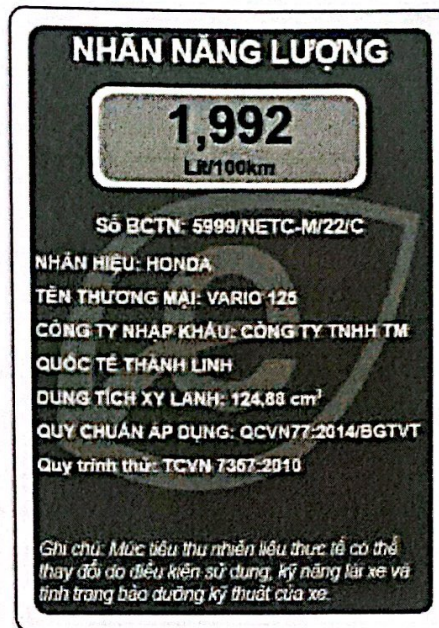 NHÃN NĂNG LƯỢNG
1,992
Lít/100km
Số BCTN: 5999/NETC-M/22/C
NHÃN HIỆU: HONDA
TÊN THƯƠNG MẠI: VARIO 125
CÔNG TY NHẬP KHẨU: CÔNG TY TNHH TM
QUỐC TẾ THÀNH LINH
DUNG TÍCH XY LANH: 124,88 cm³
QUY CHUẨN ÁP DỤNG: QCVN77:2014/BGTVT
Quy trình thử: TCVN 7357:2010
Ghi chú: Mức tiêu thụ nhiên liệu thực tế có thể
thay đổi do điều kiện sử dụng, kỹ năng lái xe và
tình trạng bảo dưỡng kỹ thuật của xe.